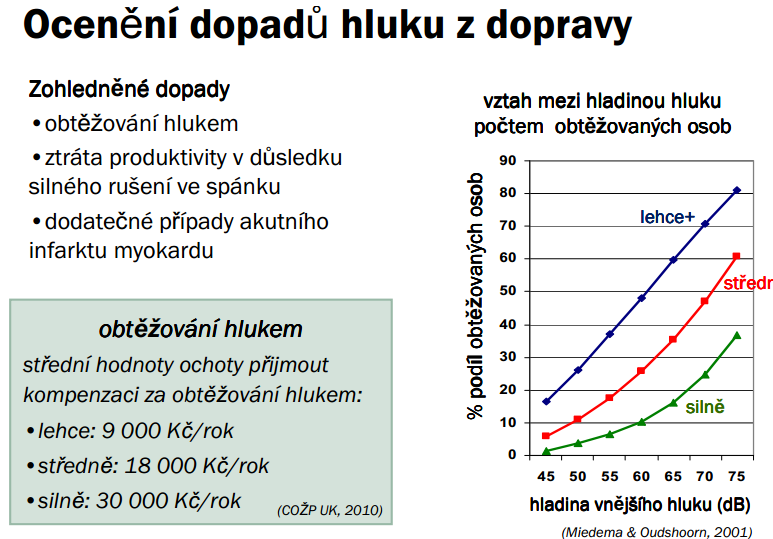 Ocenění dopadů hluku z dopravy
Zohledněné dopady
•obtěžování hlukem
•ztráta produktivity v důsledku
silného rušení ve spánku
•dodatečné případy akutního
infarktu myokardu
obtěžování hlukem
střední hodnoty ochoty přijmout
kompenzaci za obtěžování hlukem:
•lehce: 9 000 Kč/rok
•středně: 18 000 Kč/rok
•silně: 30 000 Kč/rok
(COŽP UK, 2010)
vztah mezi hladinou hluku
počtem obtěžovaných osob
% podíl obtěžovaných osob
90
80
70
60
50
40
30
20
10
0
lehce+
středr
silně
45 50 55 60 65 70 75
hladina vnějšího hluku (dB)
(Miedema & Oudshoorn, 2001)